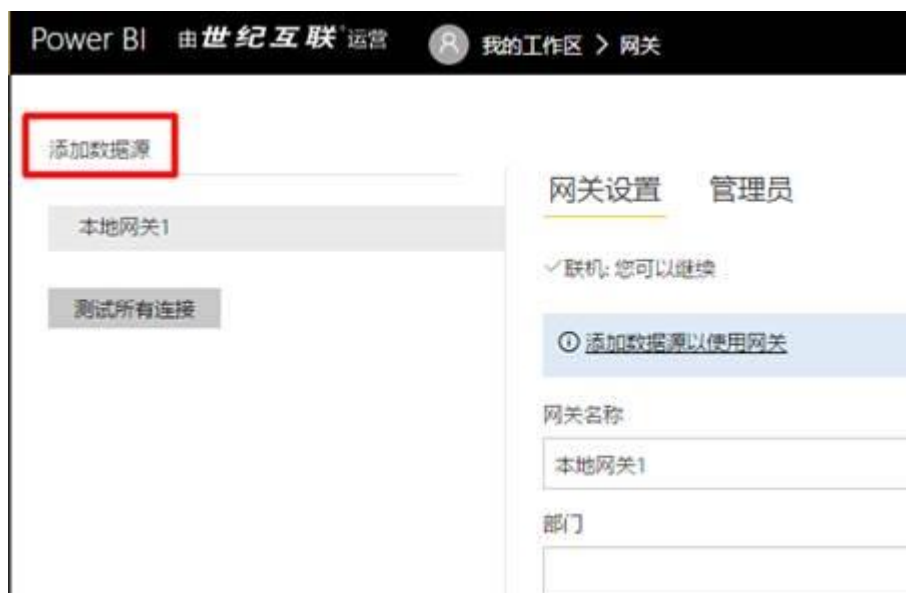 Power BI 由世纪互联运营 我的工作区 > 网关
添加数据源
本地网关1
测试所有连接
网关设置 管理员
联机: 您可以继续
添加数据源以使用网关
网关名称
本地网关1
部门